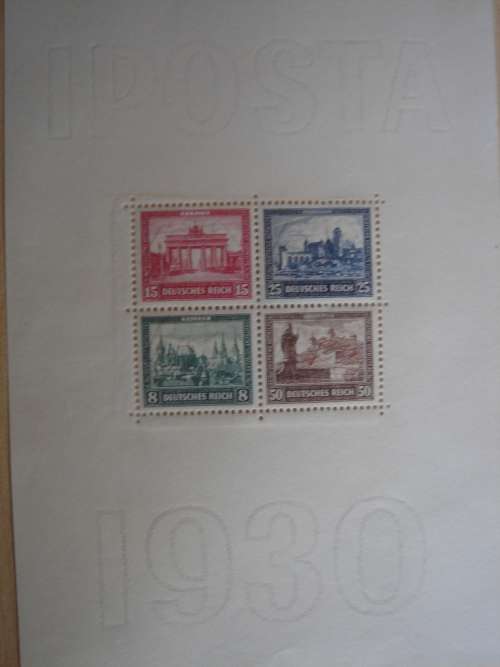 IPOSTA
15 DEUTSCHES REICH 15
25 DEUTSCHES REICH 25
8 DEUTSCHES REICH 8
50 DEUTSCHES REICH 50
1930